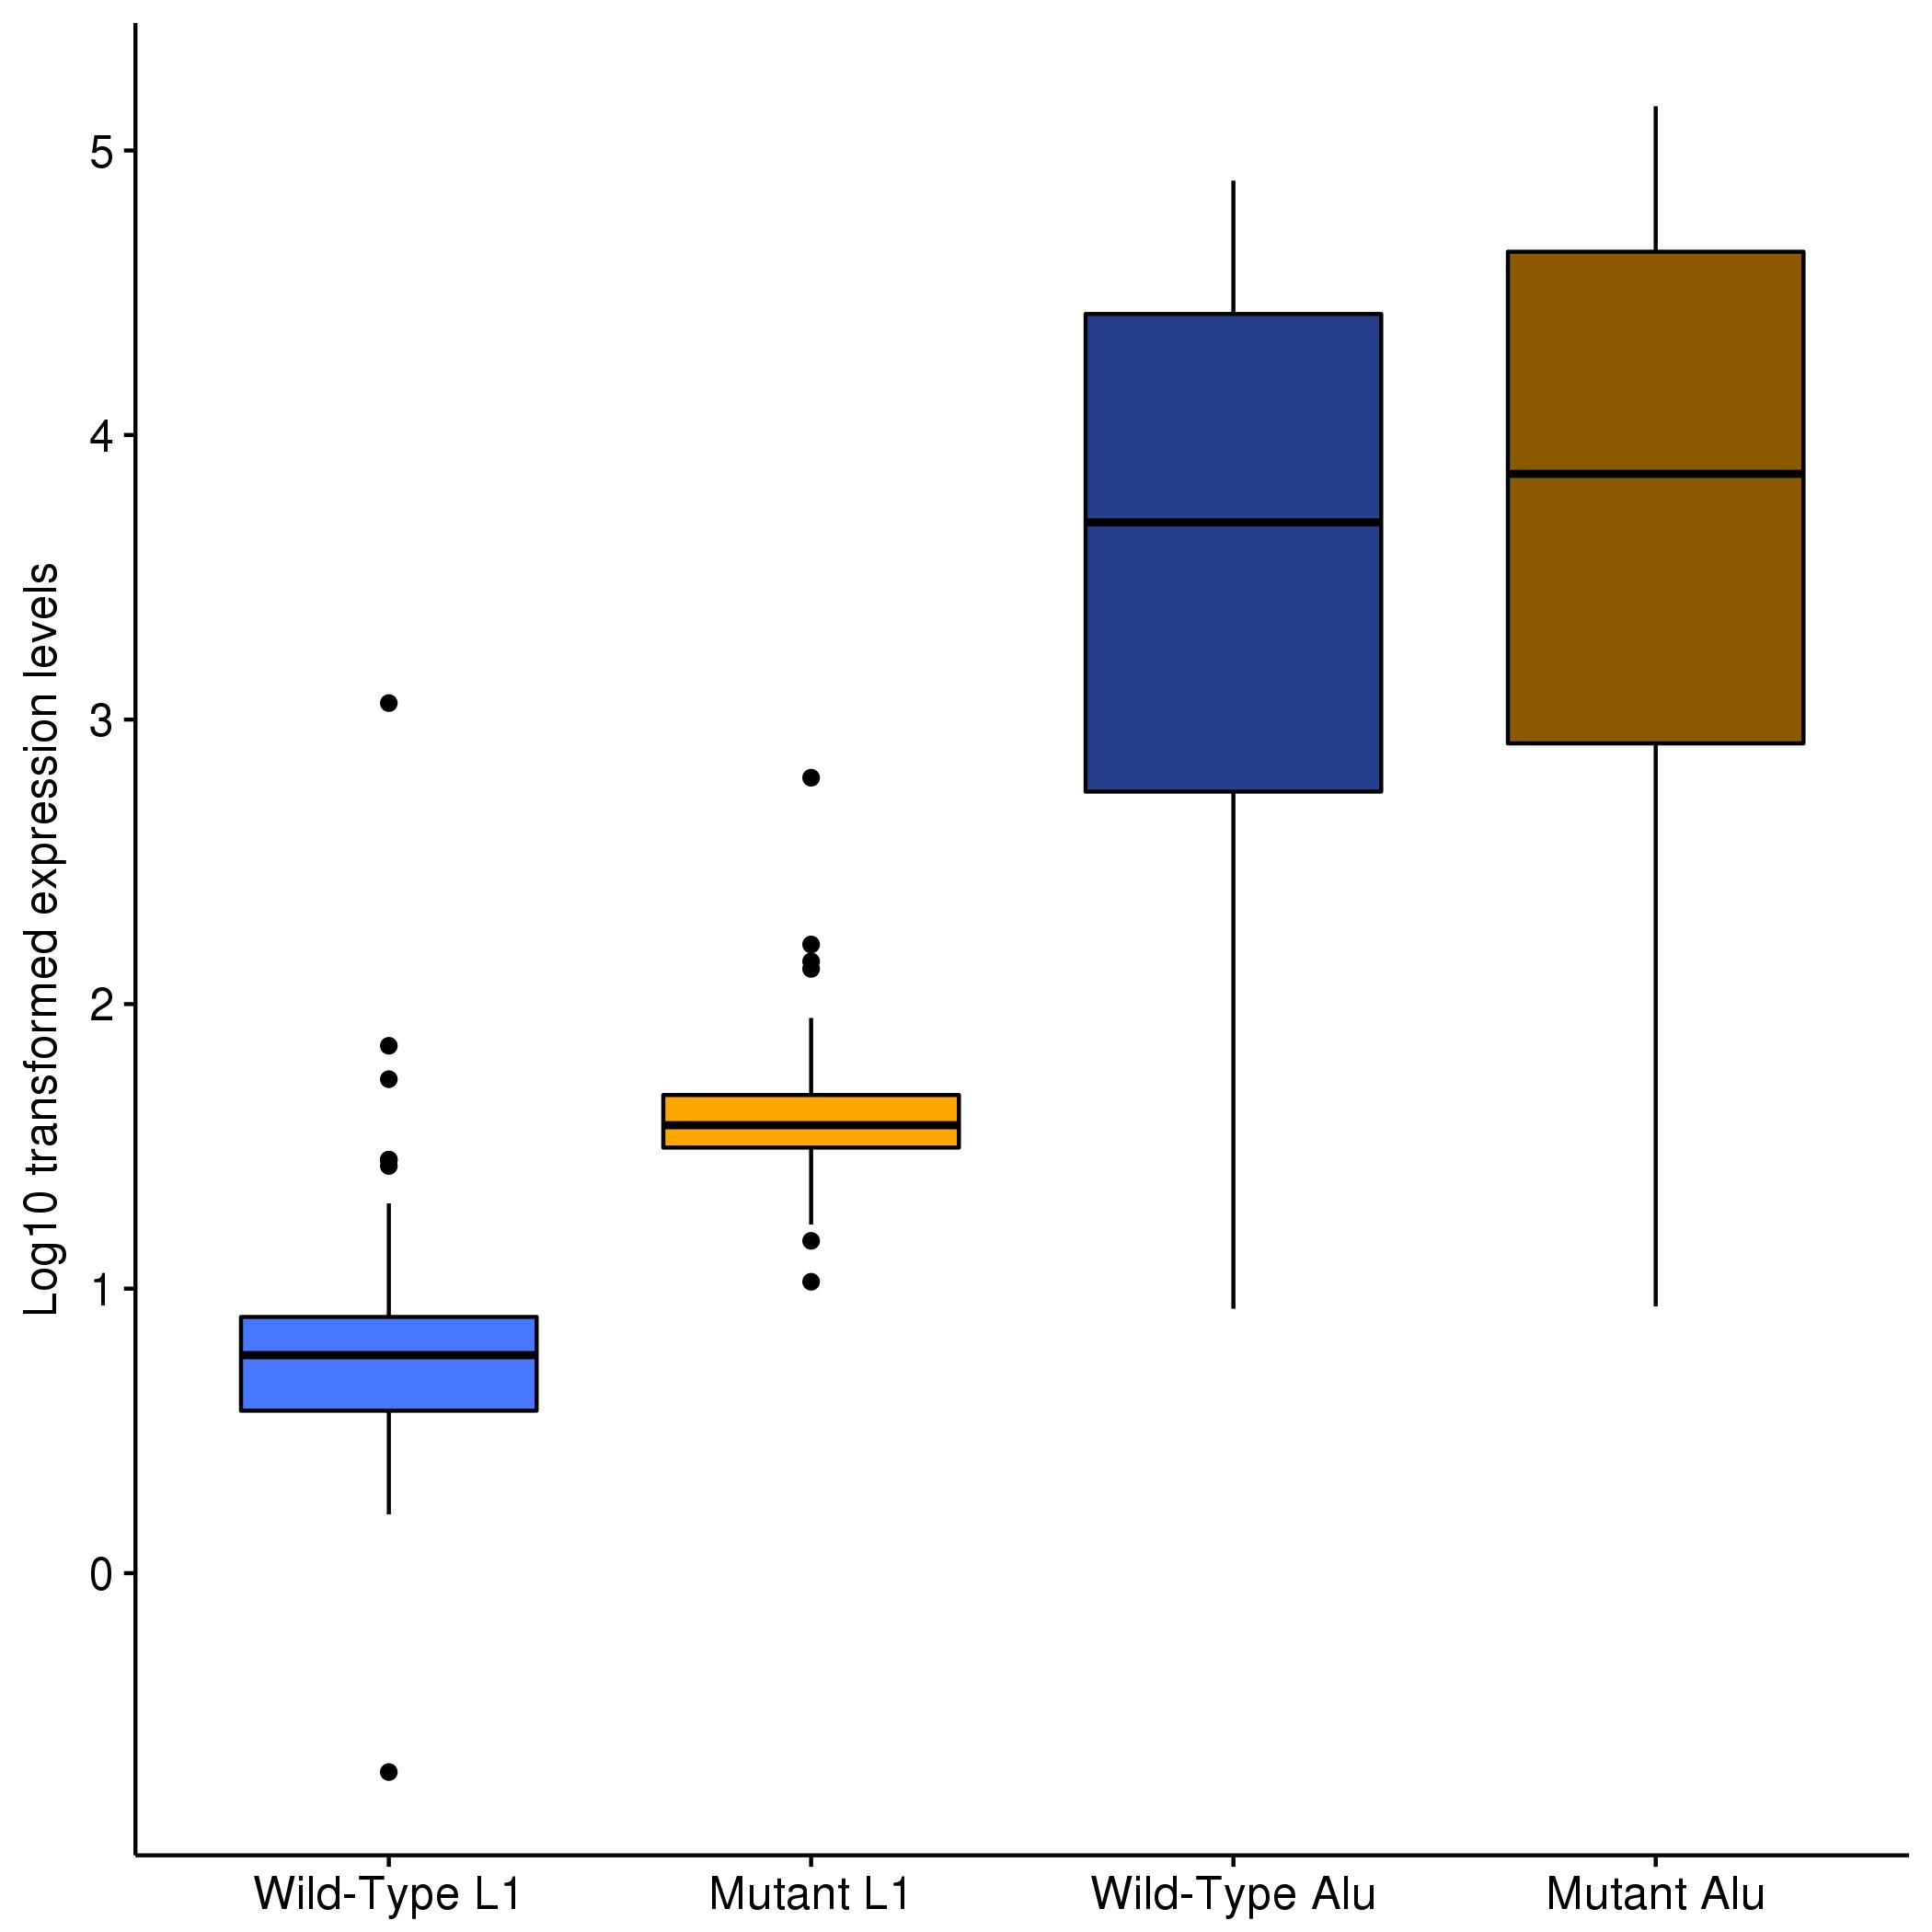 Log10 transformed expression levels
5
4
3
2
1
0
Wild-Type L1
Mutant L1
Wild-Type Alu
Mutant Alu